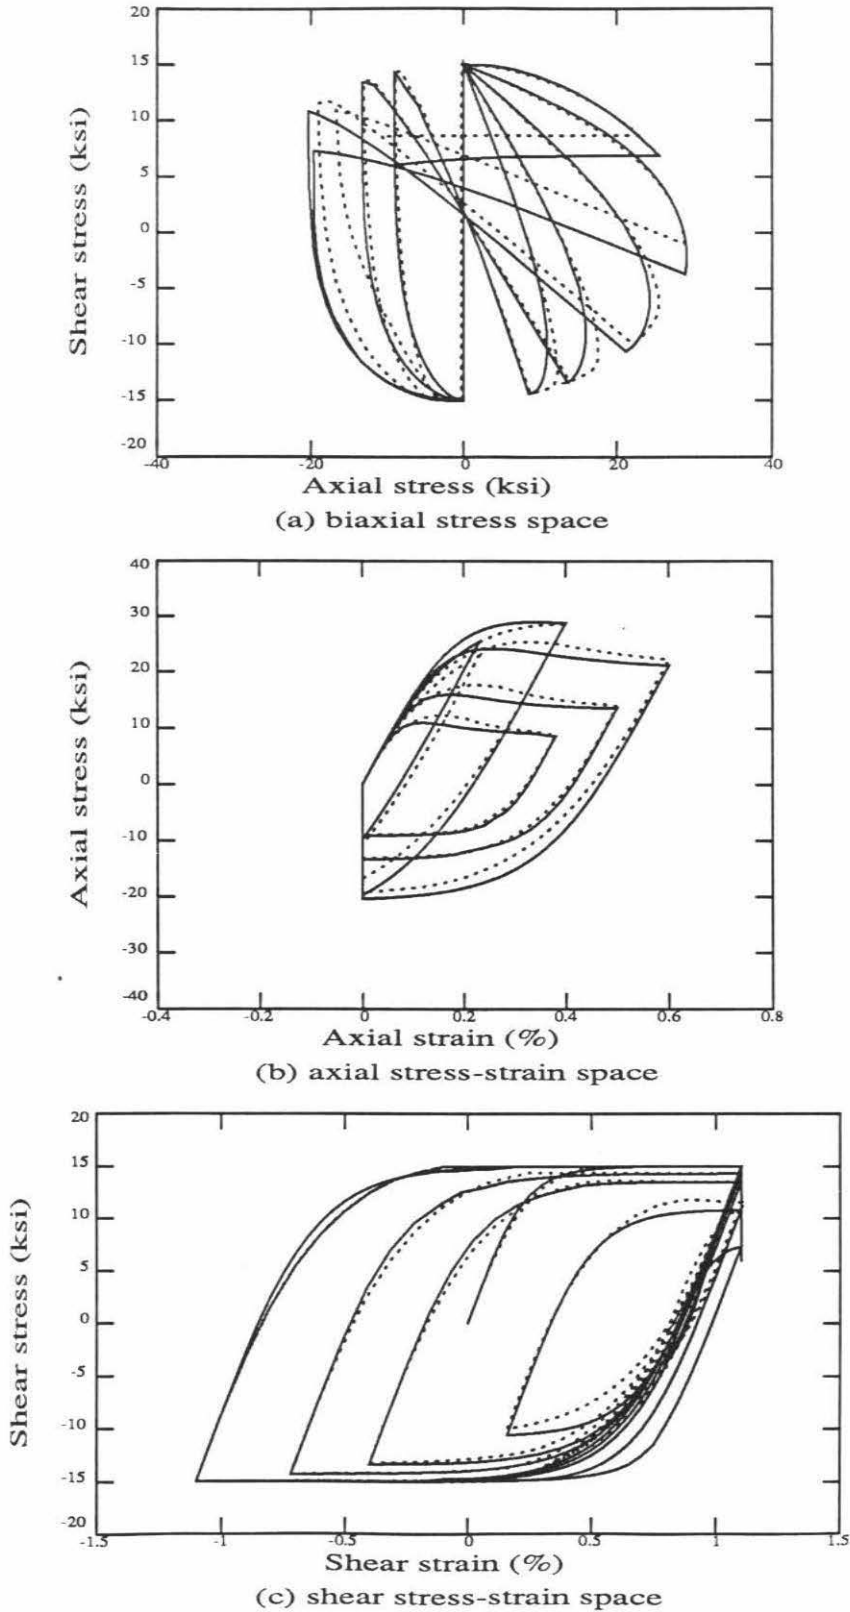 20
15
10
5
0
-5
-10
-15
-20
Shear stress (ksi)
-40 -20 0 20 40
Axial stress (ksi)
(a) biaxial stress space
40
30
20
10
0
-10
-20
-30
-40
Axial stress (ksi)
-0.4 -0.2 0 0.2 0.4 0.6 0.8
Axial strain (%)
(b) axial stress-strain space
20
15
10
5
0
-5
-10
-15
-20
Shear stress (ksi)
-1.5 -1 -0.5 0 0.5 1 1.5
Shear strain (%)
(c) shear stress-strain space